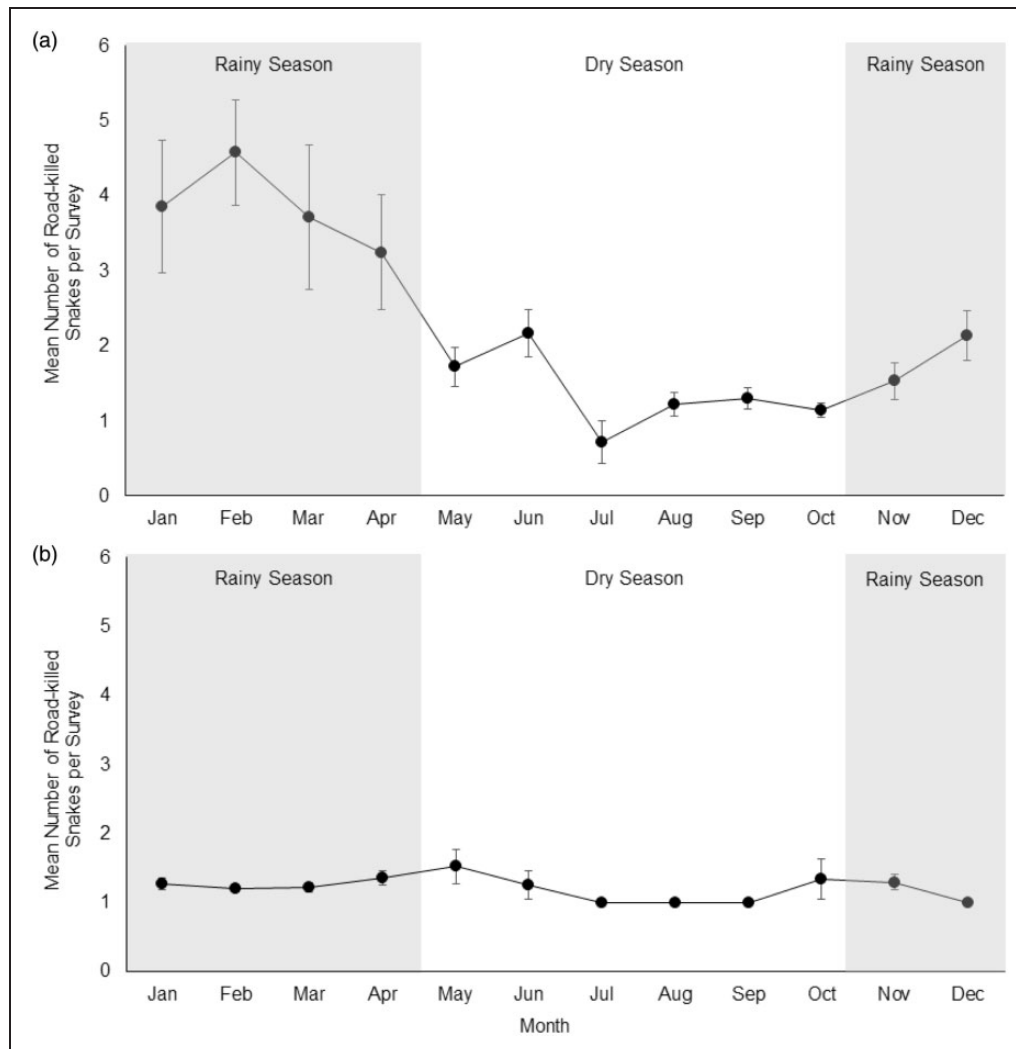 (a)
6
5
4
3
2
1
0
Mean Number of Road-killed
Snakes per Survey
Rainy Season Dry Season Rainy Season
Jan Feb Mar Apr May Jun Jul Aug Sep Oct Nov Dec
(b)
6
5
4
3
2
1
0
Mean Number of Road-killed
Snakes per Survey
Rainy Season Dry Season Rainy Season
Jan Feb Mar Apr May Jun Jul Aug Sep Oct Nov Dec
Month